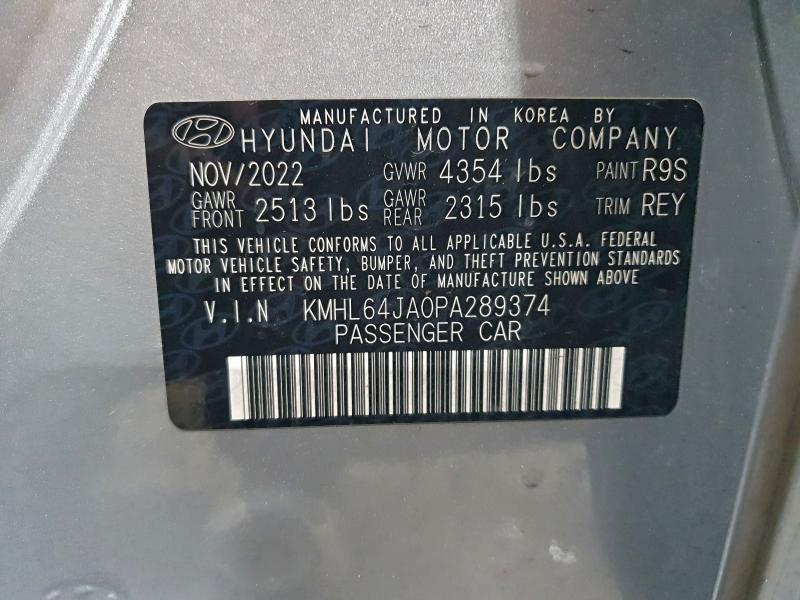 MANUFACTURED IN KOREA BY
HYUNDAI MOTOR COMPANY
NOV/2022 GVWR 4354 lbs PAINT R9S
GAWR FRONT 2513 lbs GAWR REAR 2315 lbs TRIM REY
THIS VEHICLE CONFORMS TO ALL APPLICABLE U.S.A. FEDERAL
MOTOR VEHICLE SAFETY, BUMPER, AND THEFT PREVENTION STANDARDS
IN EFFECT ON THE DATE OF MANUFACTURE SHOWN ABOVE
V.I.N KMHL64JA0PA289374
PASSENGER CAR